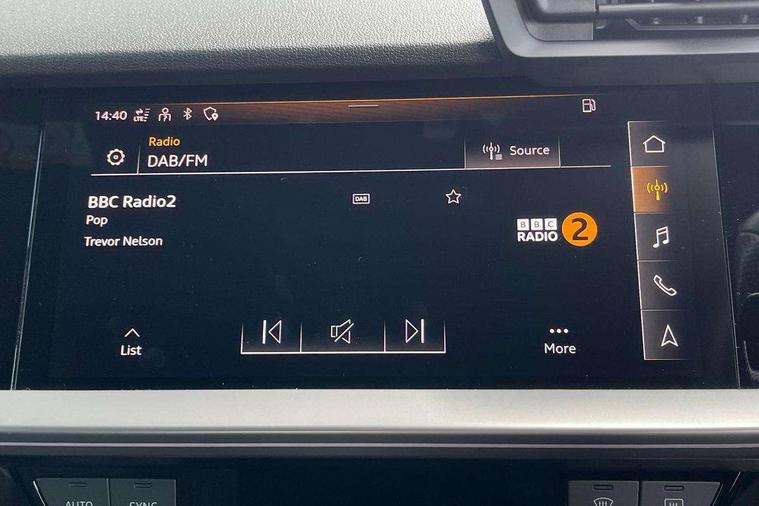 14:40 LTE
Radio
DAB/FM
Source
BBC Radio2
DAB
Pop
Trevor Nelson
BBC
RADIO 2
List
More
AUTO
SYNC